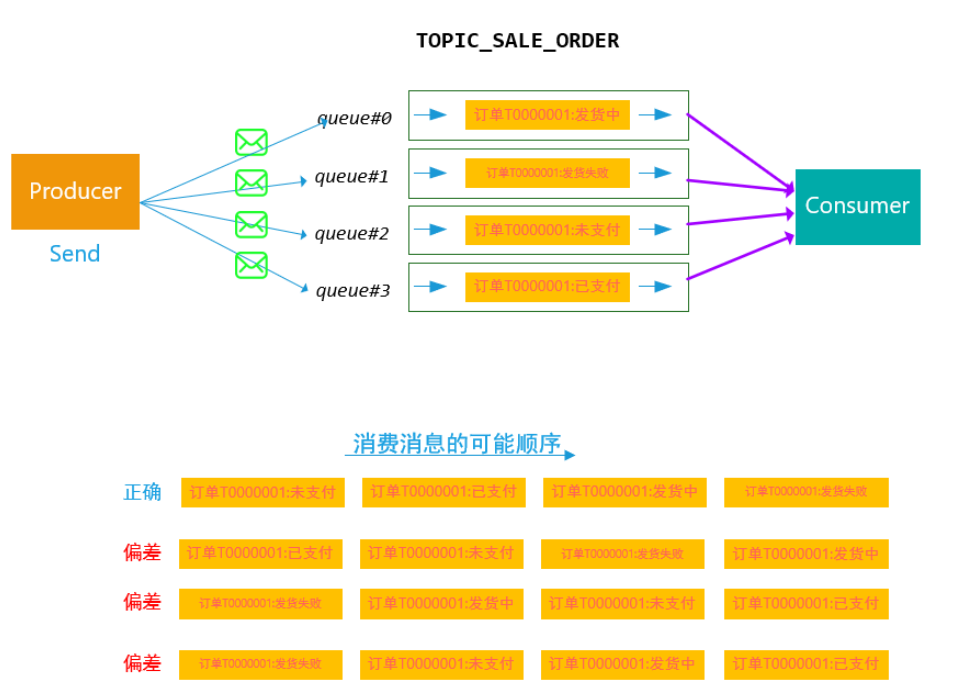 TOPIC_SALE_ORDER
queue#0
订单T0000001:发货中
queue#1
订单T0000001:发货失败
Producer
Consumer
queue#2
订单T0000001:未支付
Send
queue#3
订单T0000001:已支付
消费消息的可能顺序
正确 订单T0000001:未支付 订单T0000001:已支付 订单T0000001:发货中 订单T0000001:发货失败
偏差 订单T0000001:已支付 订单T0000001:未支付 订单T0000001:发货失败 订单T0000001:发货中
偏差 订单T0000001:发货失败 订单T0000001:发货中 订单T0000001:未支付 订单T0000001:已支付
偏差 订单T0000001:发货失败 订单T0000001:未支付 订单T0000001:发货中 订单T0000001:已支付